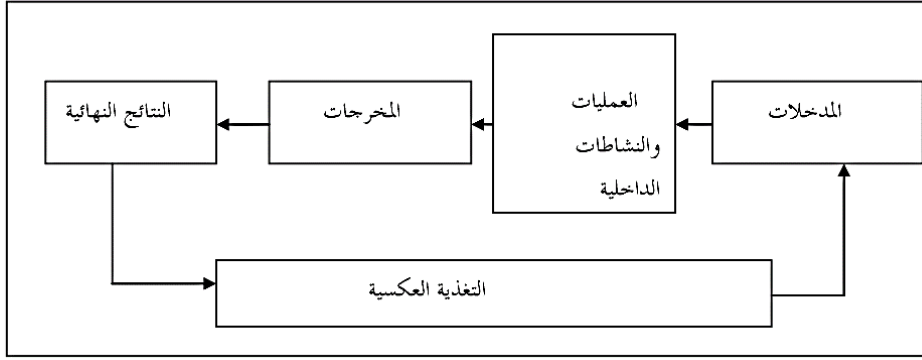 المدخلات
العمليات
والنشاطات
الداخلية
المخرجات
النتائج النهائية
التغذية العكسية